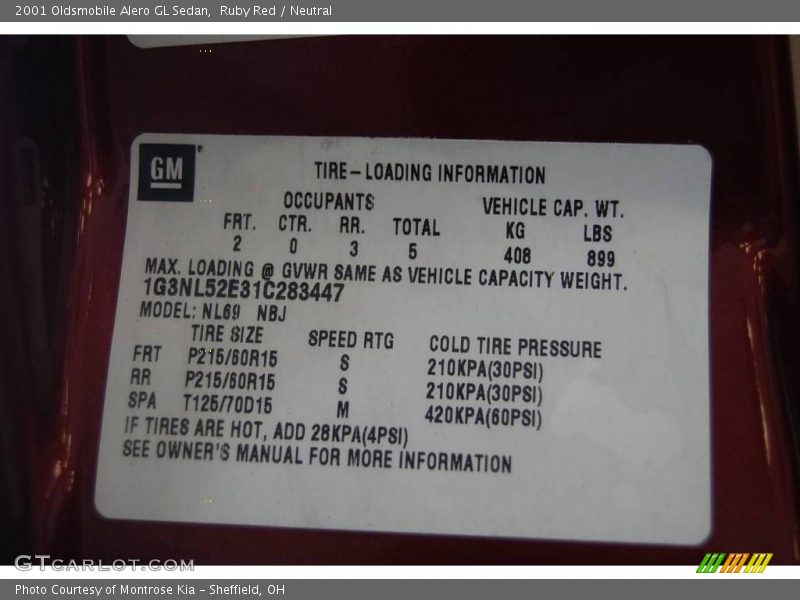 2001 Oldsmobile Alero GL Sedan,  Ruby Red / Neutral
GM
TIRE-LOADING INFORMATION
OCCUPANTS VEHICLE CAP. WT.
FRT. CTR. RR. TOTAL KG LBS
2 0 3 5 408 899
MAX. LOADING @ GVWR SAME AS VEHICLE CAPACITY WEIGHT.
1G3NL52E31C283447
MODEL: NL69 NBJ
TIRE SIZE SPEED RTG COLD TIRE PRESSURE
FRT P215/60R15 S 210KPA(30PSI)
RR P215/60R15 S 210KPA(30PSI)
SPA T125/70D15 M 420KPA(60PSI)
IF TIRES ARE HOT, ADD 28KPA(4PSI)
SEE OWNER'S MANUAL FOR MORE INFORMATION
GTCARLOT.COM
Photo Courtesy of Montrose Kia – Sheffield, OH